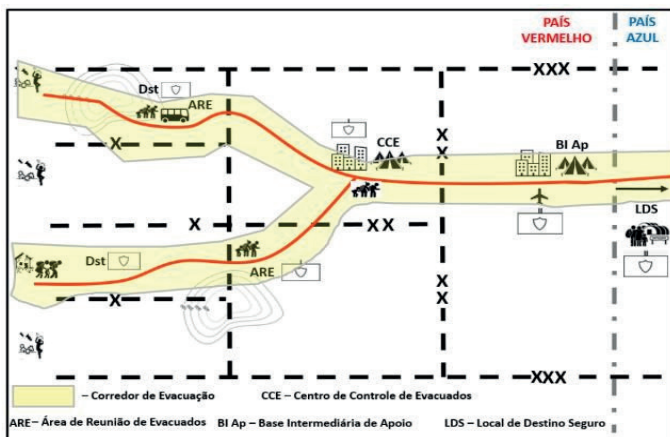 PAÍS VERMELHO
PAÍS AZUL
XXX
Dst
ARE
X
CCE
X
X
BI Ap
LDS
X
XX
Dst
ARE
X
X
X
XXX
– Corredor de Evacuação
CCE – Centro de Controle de Evacuados
ARE – Área de Reunião de Evacuados
BI Ap – Base Intermediária de Apoio
LDS – Local de Destino Seguro